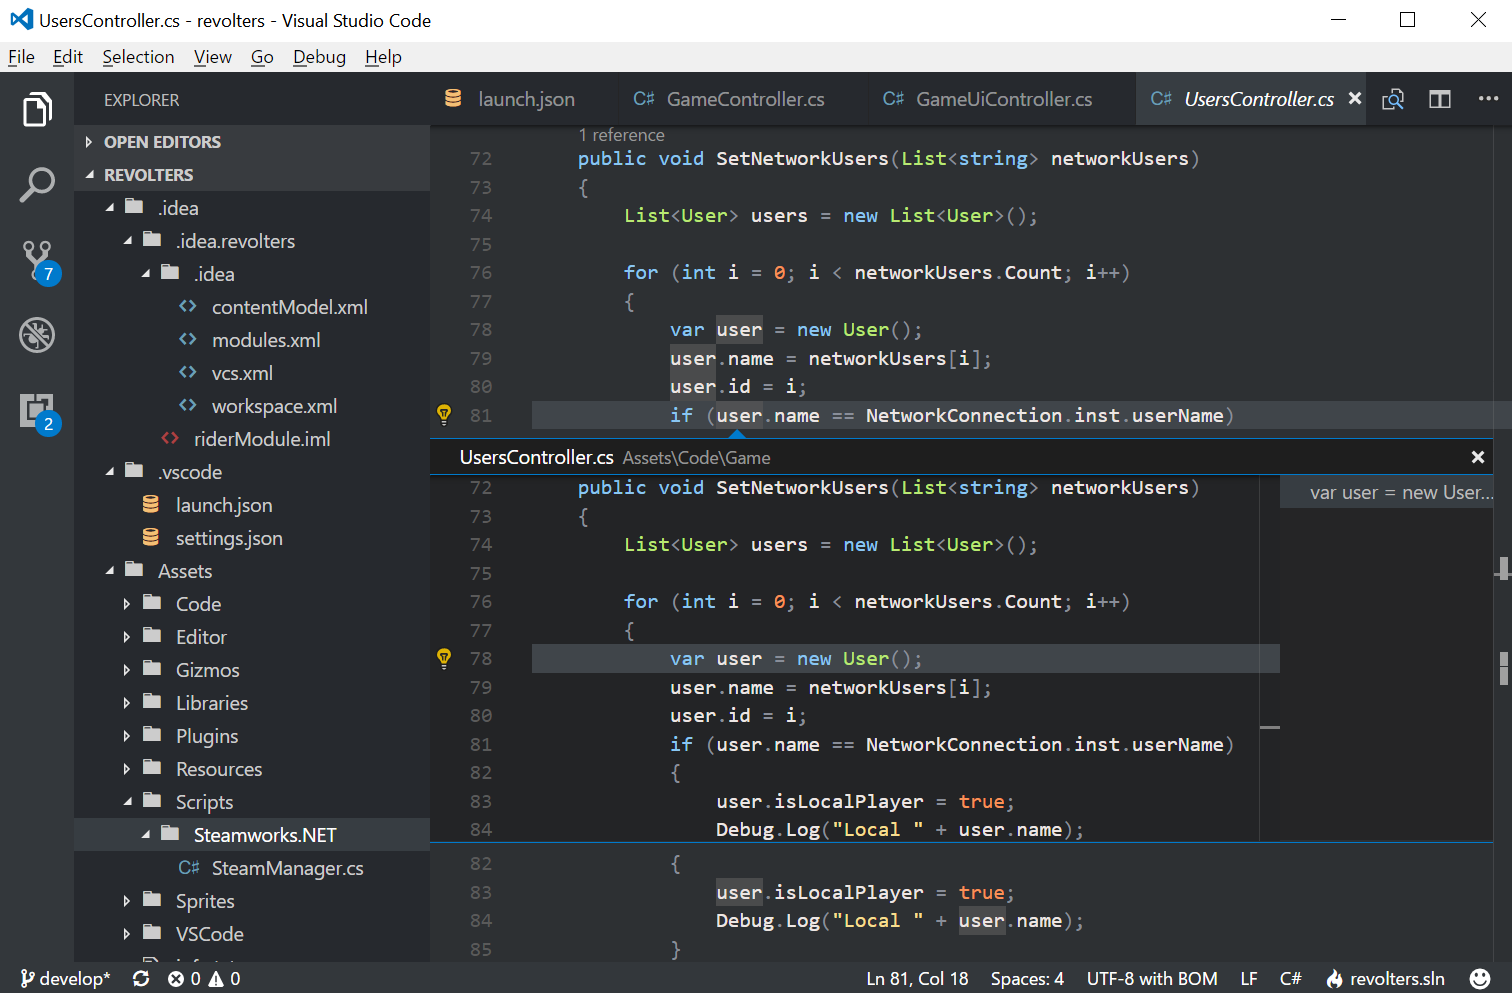 UsersController.cs - revolters - Visual Studio Code
File Edit Selection View Go Debug Help
EXPLORER
OPEN EDITORS
REVOLTERS
.idea
.idea.revolters
.idea
contentModel.xml
modules.xml
vcs.xml
workspace.xml
riderModule.iml
.vscode
launch.json
settings.json
Assets
Code
Editor
Gizmos
Libraries
Plugins
Resources
Scripts
Steamworks.NET
C# SteamManager.cs
Sprites
VSCode
7
2
launch.json C# GameController.cs C# GameUiController.cs C# UsersController.cs
1 reference
72 public void SetNetworkUsers(List<string> networkUsers)
73 {
74 List<User> users = new List<User>();
75
76 for (int i = 0; i < networkUsers.Count; i++)
77 {
78 var user = new User();
79 user.name = networkUsers[i];
80 user.id = i;
81 if (user.name == NetworkConnection.inst.userName)
UsersController.cs Assets\Code\Game
72 public void SetNetworkUsers(List<string> networkUsers)
73 {
74 List<User> users = new List<User>();
75
76 for (int i = 0; i < networkUsers.Count; i++)
77 {
78 var user = new User();
79 user.name = networkUsers[i];
80 user.id = i;
81 if (user.name == NetworkConnection.inst.userName)
82 {
83 user.isLocalPlayer = true;
84 Debug.Log("Local " + user.name);
var user = new User...
82 {
83 user.isLocalPlayer = true;
84 Debug.Log("Local " + user.name);
85 }
develop* 0 0 Ln 81, Col 18 Spaces: 4 UTF-8 with BOM LF C# revolters.sln